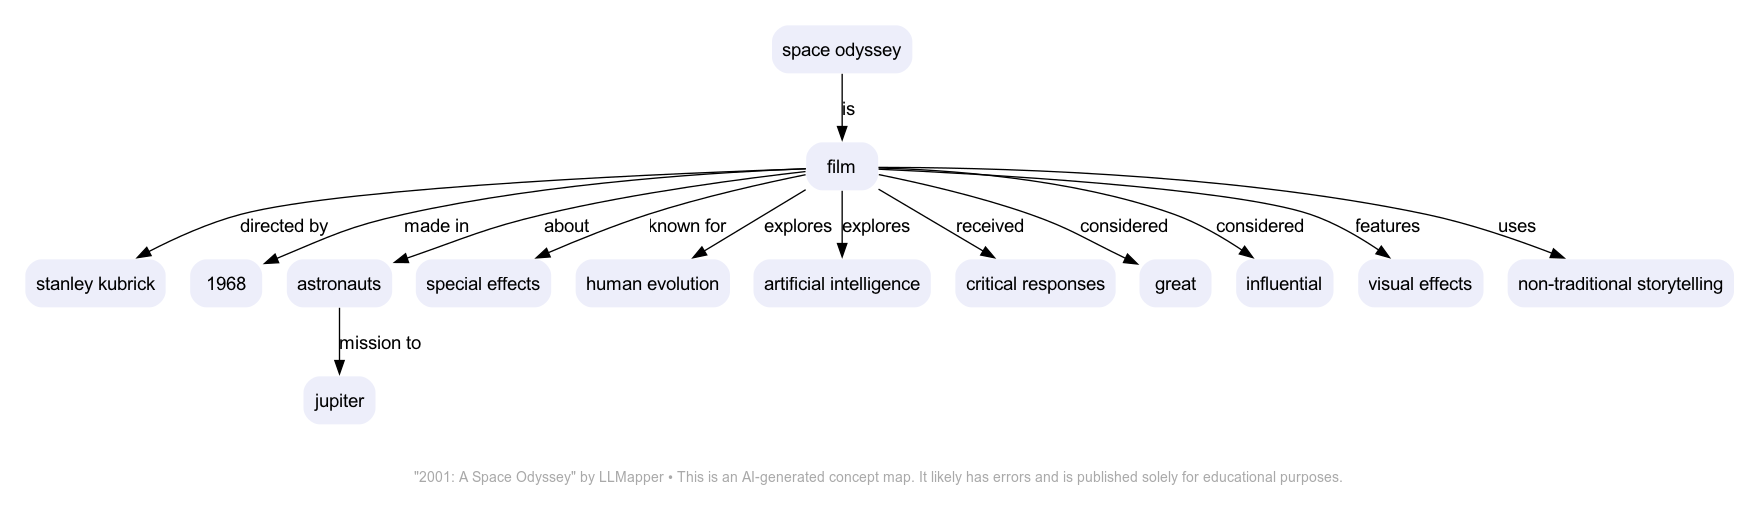 space odyssey
is
film
directed by
made in
about
known for
explores
explores
received
considered
considered
features
uses
stanley kubrick
1968
astronauts
special effects
human evolution
artificial intelligence
critical responses
great
influential
visual effects
non-traditional storytelling
mission to
jupiter
"2001: A Space Odyssey" by LLMapper • This is an AI-generated concept map. It likely has errors and is published solely for educational purposes.